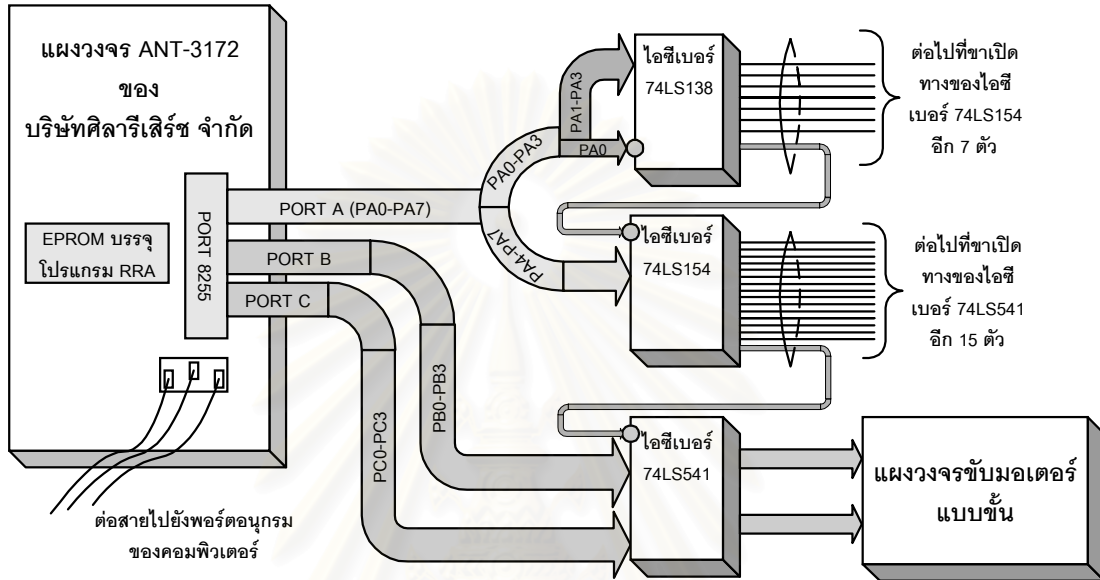 แผงวงจร ANT-3172
ของ
บริษัทศิลารีเสิร์ช จำกัด
EPROM บรรจุ
โปรแกรม RRA
PORT 8255
PORT A (PA0-PA7)
PORT B
PORT C
ต่อสายไปยังพอร์ตอนุกรม
ของคอมพิวเตอร์
PA0-PA3
PA4-PA7
PA1-PA3
PA0
PB0-PB3
PC0-PC3
ไอซีเบอร์
74LS138
ต่อไปที่ขาเปิด
ทางของไอซี
เบอร์ 74LS154
อีก 7 ตัว
ไอซีเบอร์
74LS154
ต่อไปที่ขาเปิด
ทางของไอซี
เบอร์ 74LS541
อีก 15 ตัว
ไอซีเบอร์
74LS541
แผงวงจรขับมอเตอร์
แบบขั้น